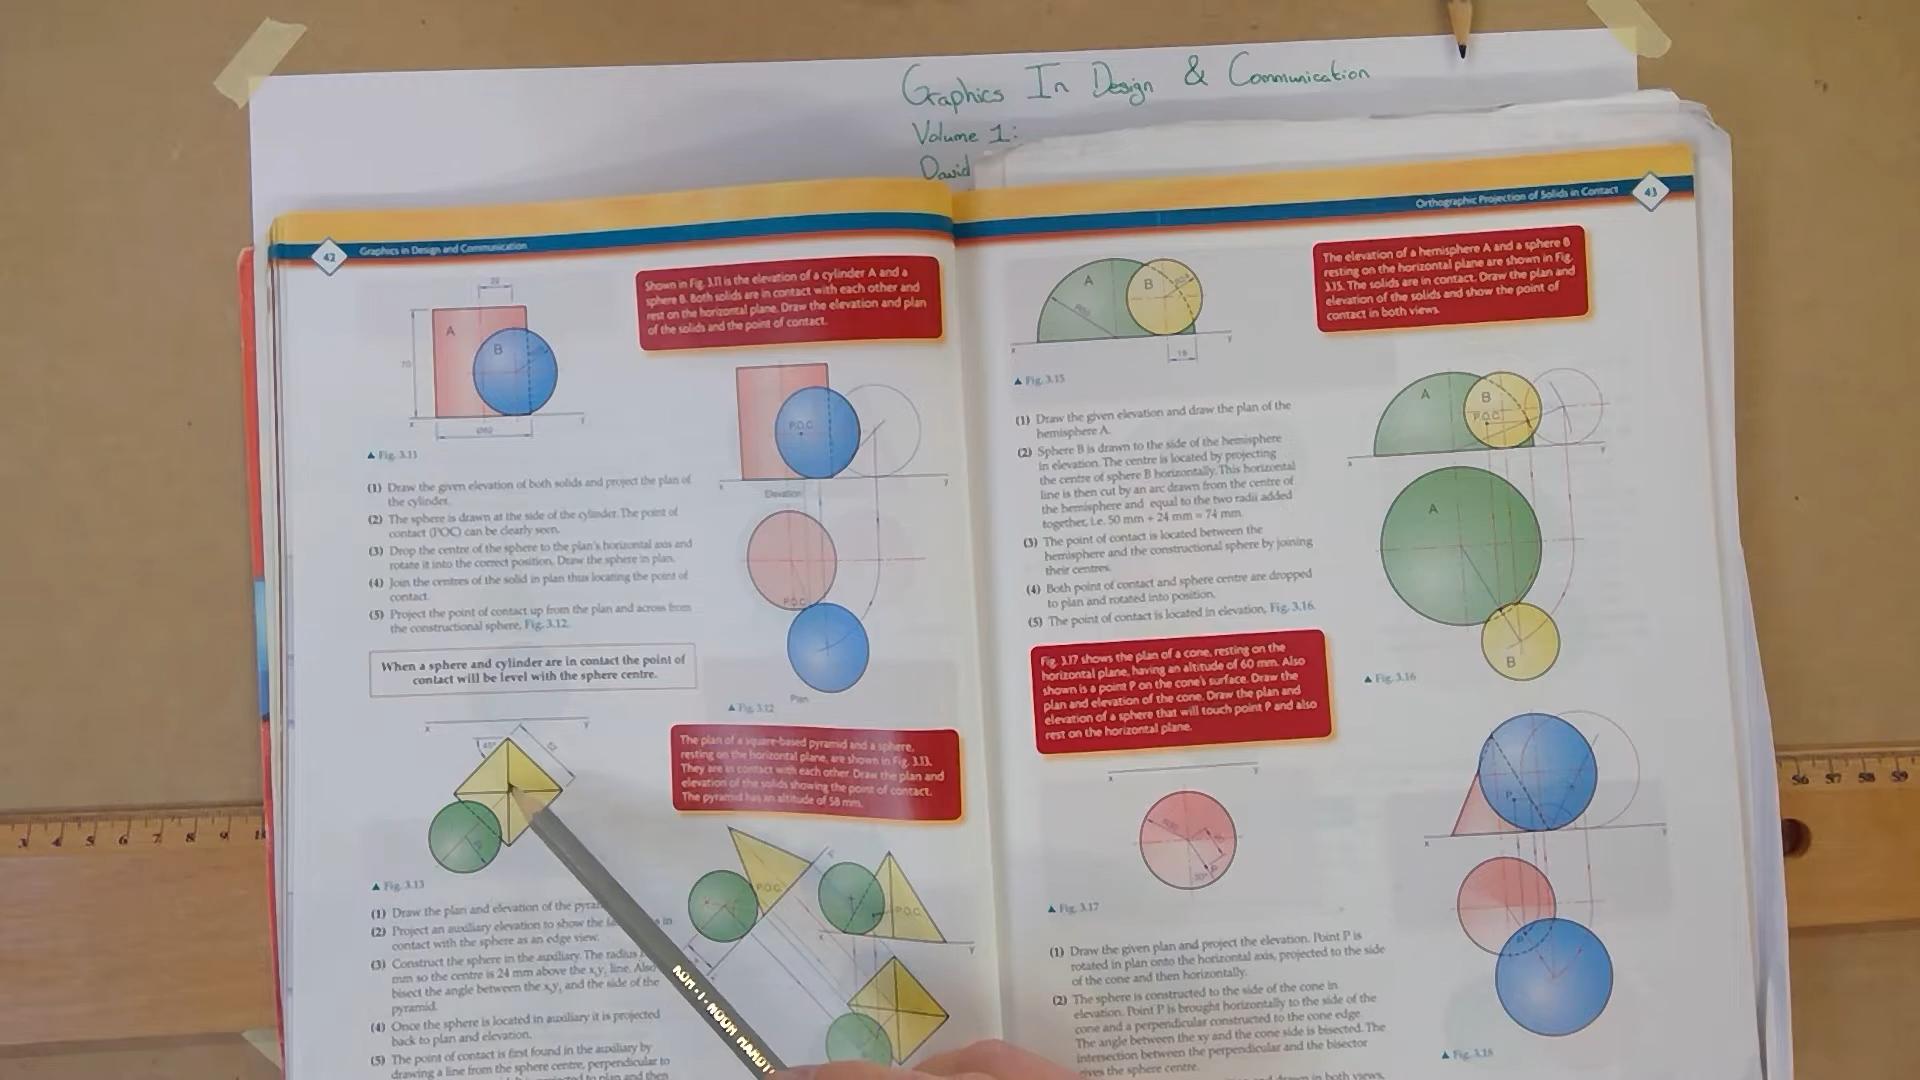 Graphics In Design & Communication
Volume 1:
David
42
Graphics in Design and Communication
Shown in Fig. 3.11 is the elevation of a cylinder A and a
sphere B. Both solids are in contact with each other and
rest on the horizontal plane. Draw the elevation and plan
of the solids and the point of contact.
A
B
70
x
y
▲ Fig. 3.11
P.O.C.
x
y
Elevation
P.O.C.
Plan
▲ Fig. 3.12
(1) Draw the given elevation of both solids and project the plan of
the cylinder.
(2) The sphere is drawn at the side of the cylinder. The point of
contact (POC) can be clearly seen.
(3) Drop the centre of the sphere to the plan's horizontal axis and
rotate it into the correct position. Draw the sphere in plan.
(4) Join the centres of the solid in plan thus locating the point of
contact.
(5) Project the point of contact up from the plan and across from
the constructional sphere, Fig. 3.12.
When a sphere and cylinder are in contact the point of
contact will be level with the sphere centre.
x
y
45°
▲ Fig. 3.13
The plan of a square-based pyramid and a sphere,
resting on the horizontal plane, are shown in Fig. 3.13.
They are in contact with each other. Draw the plan and
elevation of the solids showing the point of contact.
The pyramid has an altitude of 58 mm.
P.O.C.
P.O.C.
x
y
(1) Draw the plan and elevation of the
(2) Project an auxiliary elevation to show the in
contact with the sphere as an edge view.
(3) Construct the sphere in the auxiliary. The radius
mm so the centre is 24 mm above the x₁y₁ line. Also
bisect the angle between the x₁y₁ and the side of the
pyramid.
(4) Once the sphere is located in auxiliary it is projected
back to plan and elevation.
(5) The point of contact is first found in the auxiliary by
drawing a line from the sphere centre, perpendicular to
KOH-I-NOOR
Orthographic Projection of Solids in Contact
43
The elevation of a hemisphere A and a sphere B
resting on the horizontal plane are shown in Fig.
3.15. The solids are in contact. Draw the plan and
elevation of the solids and show the point of
contact in both views.
A
B
x
y
18
▲ Fig. 3.15
(1) Draw the given elevation and draw the plan of the
hemisphere A.
(2) Sphere B is drawn to the side of the hemisphere
in elevation. The centre is located by projecting
the centre of sphere B horizontally. This horizontal
line is then cut by an arc drawn from the centre of
the hemisphere and equal to the two radii added
together, i.e. 50 mm + 24 mm = 74 mm.
(3) The point of contact is located between the
hemisphere and the constructional sphere by joining
their centres.
(4) Both point of contact and sphere centre are dropped
to plan and rotated into position.
(5) The point of contact is located in elevation, Fig. 3.16.
A
B
P.O.C.
x
y
A
B
▲ Fig. 3.16
Fig. 3.17 shows the plan of a cone, resting on the
horizontal plane, having an altitude of 60 mm. Also
shown is a point P on the cone's surface. Draw the
plan and elevation of the cone. Draw the plan and
elevation of a sphere that will touch point P and also
rest on the horizontal plane.
x
y
30°
P
▲ Fig. 3.17
P
x
y
▲ Fig. 3.18
(1) Draw the given plan and project the elevation. Point P is
rotated in plan onto the horizontal axis, projected to the side
of the cone and then horizontally.
(2) The sphere is constructed to the side of the cone in
elevation. Point P is brought horizontally to the side of the
cone and a perpendicular constructed to the cone edge.
The angle between the xy and the cone side is bisected. The
intersection between the perpendicular and the bisector
gives the sphere centre.
and drawn in both views,
3 4 5 6 7 8 9
56 57 58 59